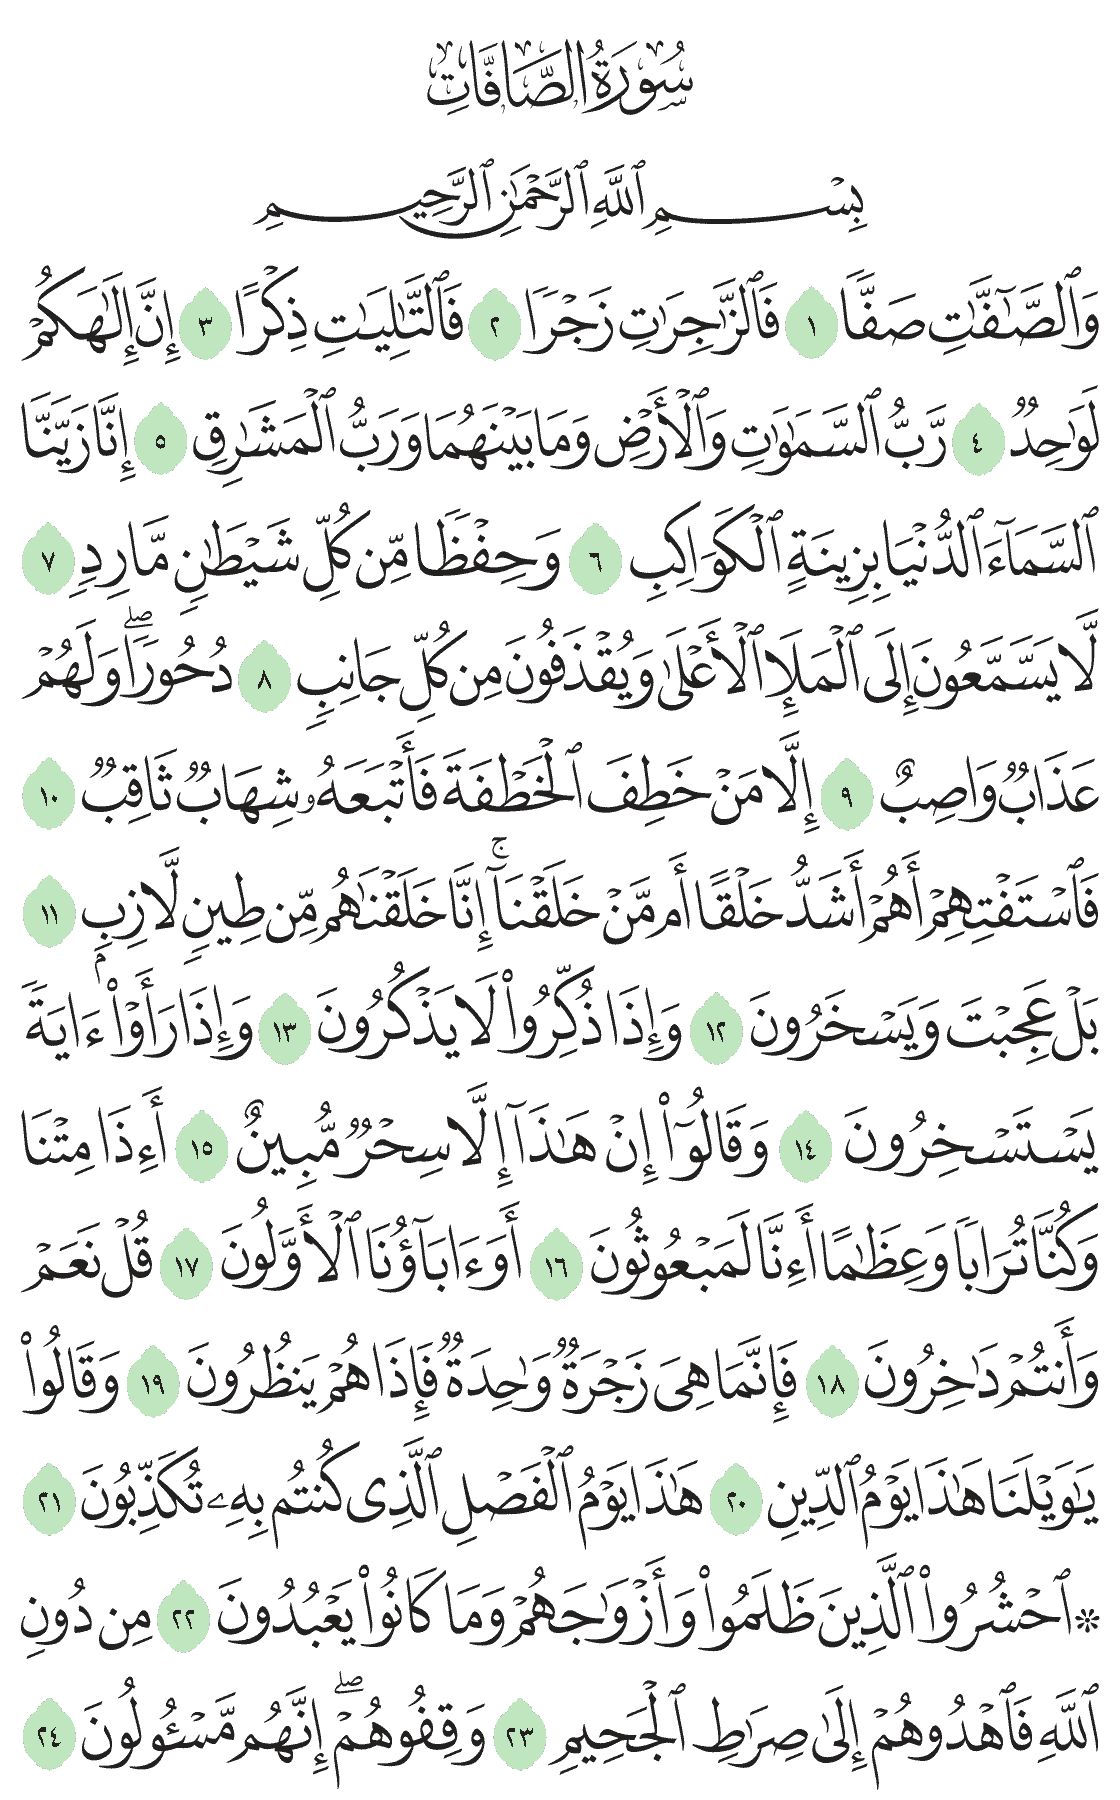 سُورَةُ الصَّافَّاتِ
بِسْمِ ٱللَّهِ ٱلرَّحْمَٰنِ ٱلرَّحِيمِ
وَٱلصَّٰٓفَّٰتِ صَفًّا ١ فَٱلزَّٰجِرَٰتِ زَجْرًا ٢ فَٱلتَّٰلِيَٰتِ ذِكْرًا ٣ إِنَّ إِلَٰهَكُمْ
لَوَٰحِدٌ ٤ رَّبُّ ٱلسَّمَٰوَٰتِ وَٱلْأَرْضِ وَمَا بَيْنَهُمَا وَرَبُّ ٱلْمَشَٰرِقِ ٥ إِنَّا زَيَّنَّا
ٱلسَّمَآءَ ٱلدُّنْيَا بِزِينَةٍ ٱلْكَوَاكِبِ ٦ وَحِفْظًا مِّن كُلِّ شَيْطَٰنٍ مَّارِدٍ ٧
لَّا يَسَّمَّعُونَ إِلَى ٱلْمَلَإِ ٱلْأَعْلَىٰ وَيُقْذَفُونَ مِن كُلِّ جَانِبٍ ٨ دُحُورًا ۖ وَلَهُمْ
عَذَابٌ وَاصِبٌ ٩ إِلَّا مَنْ خَطِفَ ٱلْخَطْفَةَ فَأَتْبَعَهُۥ شِهَابٌ ثَاقِبٌ ١٠
فَٱسْتَفْتِهِمْ أَهُمْ أَشَدُّ خَلْقًا أَم مَّنْ خَلَقْنَآ ۚ إِنَّا خَلَقْنَٰهُم مِّن طِينٍ لَّازِبٍۭ ١١
بَلْ عَجِبْتَ وَيَسْخَرُونَ ١٢ وَإِذَا ذُكِّرُوا۟ لَا يَذْكُرُونَ ١٣ وَإِذَا رَأَوْا۟ ءَايَةً
يَسْتَسْخِرُونَ ١٤ وَقَالُوٓا۟ إِنْ هَٰذَآ إِلَّا سِحْرٌ مُّبِينٌ ١٥ أَءِذَا مِتْنَا
وَكُنَّا تُرَابًا وَعِظَٰمًا أَءِنَّا لَمَبْعُوثُونَ ١٦ أَوَءَابَآؤُنَا ٱلْأَوَّلُونَ ١٧ قُلْ نَعَمْ
وَأَنتُمْ دَٰخِرُونَ ١٨ فَإِنَّمَا هِىَ زَجْرَةٌ وَٰحِدَةٌ فَإِذَا هُمْ يَنظُرُونَ ١٩ وَقَالُوا۟
يَٰوَيْلَنَا هَٰذَا يَوْمُ ٱلدِّينِ ٢٠ هَٰذَا يَوْمُ ٱلْفَصْلِ ٱلَّذِى كُنتُم بِهِۦ تُكَذِّبُونَ ٢١
* ٱحْشُرُوا۟ ٱلَّذِينَ ظَلَمُوا۟ وَأَزْوَٰجَهُمْ وَمَا كَانُوا۟ يَعْبُدُونَ ٢٢ مِن دُونِ
ٱللَّهِ فَٱهْدُوهُمْ إِلَىٰ صِرَٰطِ ٱلْجَحِيمِ ٢٣ وَقِفُوهُمْ ۖ إِنَّهُم مَّسْـُٔولُونَ ٢٤